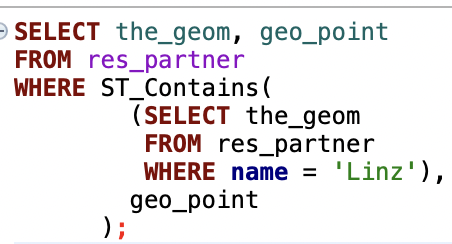 SELECT the_geom, geo_point
FROM res_partner
WHERE ST_Contains(
(SELECT the_geom
FROM res_partner
WHERE name = 'Linz'),
geo_point
);